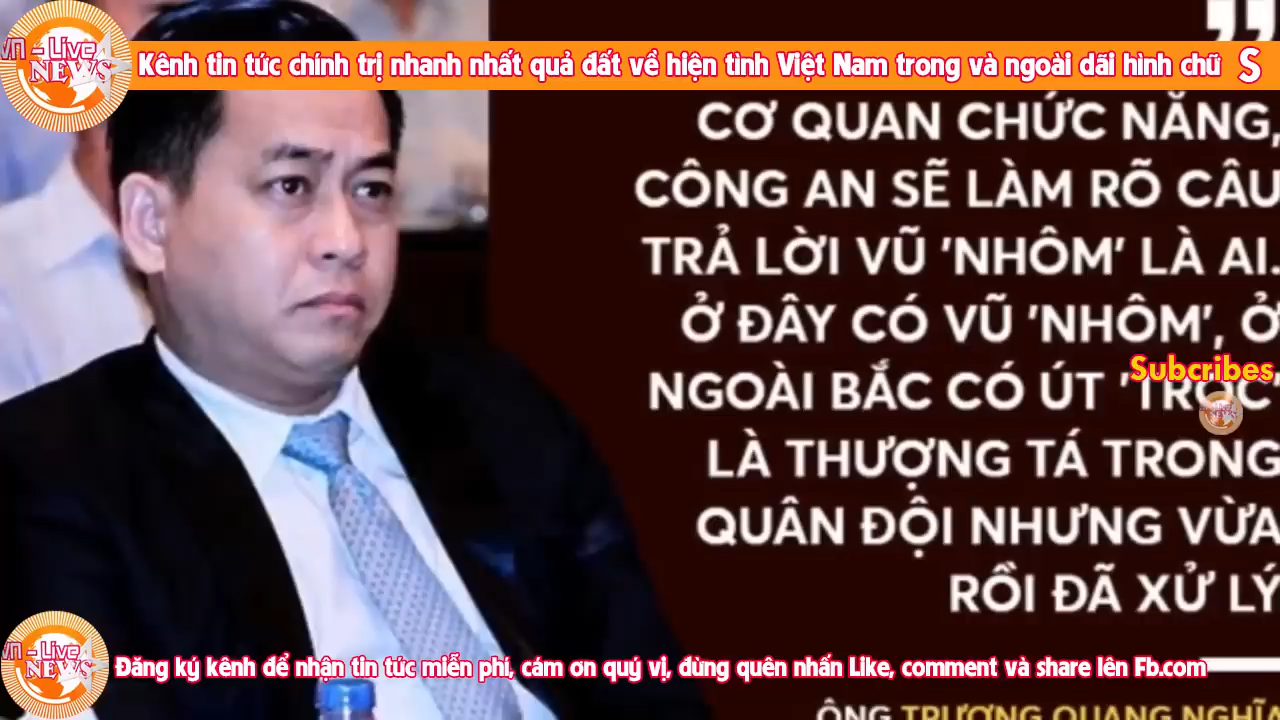 VN - Live
NEWS
Kênh tin tức chính trị nhanh nhất quả đất về hiện tình Việt Nam trong và ngoài dãi hình chữ S
CƠ QUAN CHỨC NĂNG,
CÔNG AN SẼ LÀM RÕ CÂU
TRẢ LỜI VŨ 'NHÔM' LÀ AI.
Ở ĐÂY CÓ VŨ 'NHÔM', Ở
NGOÀI BẮC CÓ ÚT 'TRỌC'
LÀ THƯỢNG TÁ TRONG
QUÂN ĐỘI NHƯNG VỪA
RỒI ĐÃ XỬ LÝ
Subcribes
VN - Live
NEWS
Đăng ký kênh để nhận tin tức miễn phí, cám ơn quý vị, đừng quên nhấn Like, comment và share lên Fb.com
ÔNG TRƯƠNG QUANG NGHĨA